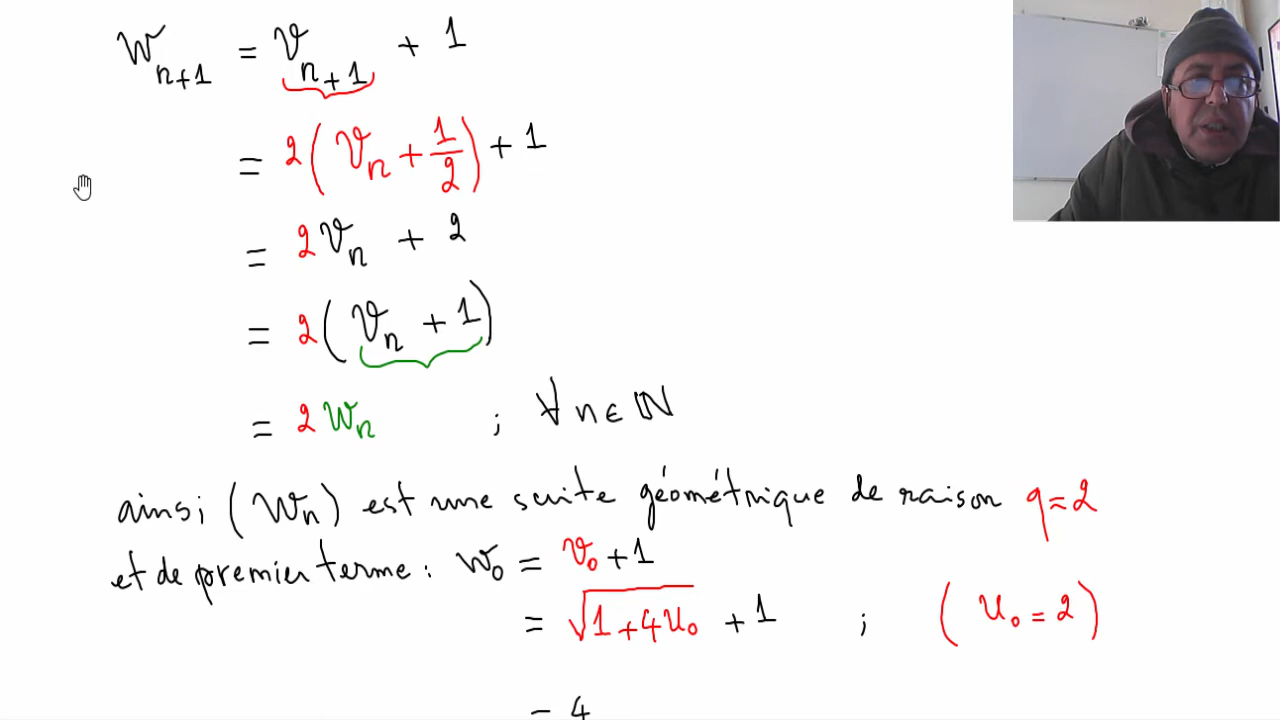 W_{n+1} = v_{n+1} + 1
= 2(v_n + 1/2) + 1
= 2v_n + 2
= 2(v_n + 1)
= 2W_n ; ∀ n ∈ ℕ
ainsi (W_n) est une suite géométrique de raison q = 2
et de premier terme : W_0 = v_0 + 1
= √(1+4u_0) + 1 ; (u_0 = 2)
= 4